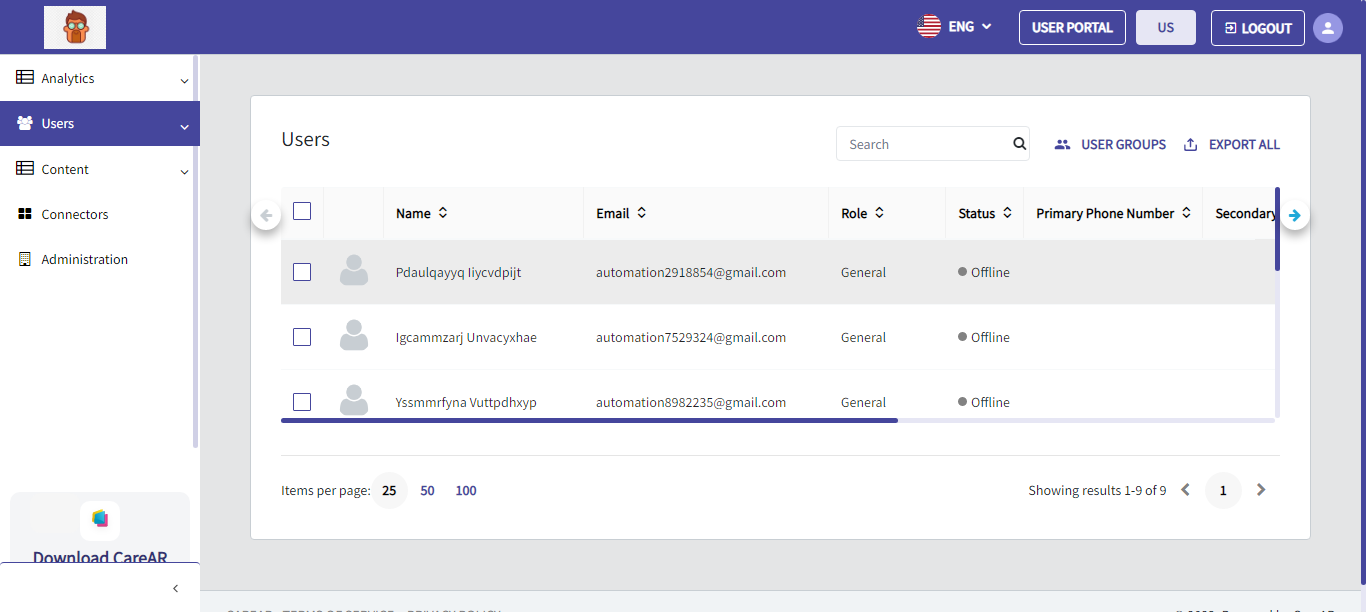 ENG
USER PORTAL
US
LOGOUT
Analytics
Users
Content
Connectors
Administration
Download CareAR
Users
Search
USER GROUPS
EXPORT ALL
Name Email Role Status Primary Phone Number Secondary
Pdaulqayyq Iiycvdpijt automation2918854@gmail.com General Offline
Igcammzarj Unvacyxhae automation7529324@gmail.com General Offline
Yssmmrfyna Vuttpdhxyp automation8982235@gmail.com General Offline
Items per page: 25 50 100
Showing results 1-9 of 9 1